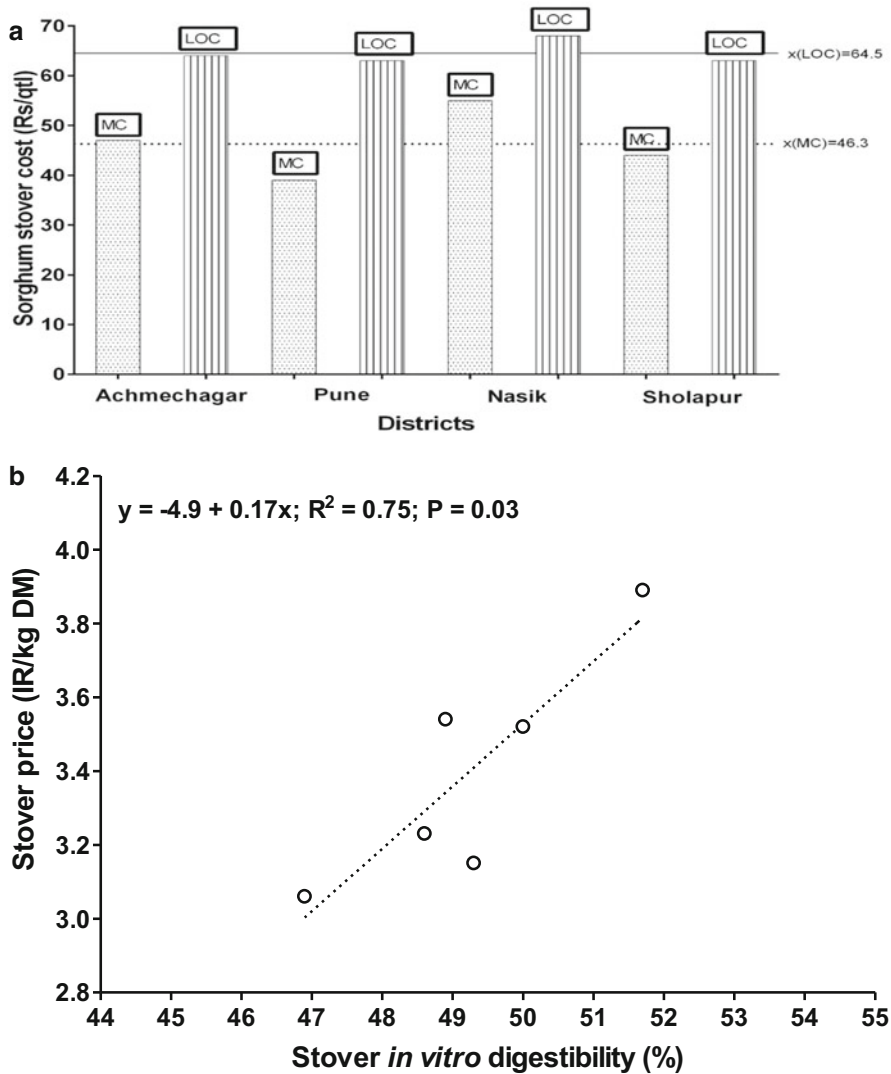 a
Sorghum stover cost (Rs/qtl)
70
60
50
40
30
20
10
0
MC
LOC
MC
LOC
MC
LOC
MC
LOC
x(LOC)=64.5
x(MC)=46.3
Achmechagar
Pune
Nasik
Sholapur
Districts
b
y = -4.9 + 0.17x; R² = 0.75; P = 0.03
Stover price (IR/kg DM)
4.2
4.0
3.8
3.6
3.4
3.2
3.0
2.8
44 45 46 47 48 49 50 51 52 53 54 55
Stover in vitro digestibility (%)